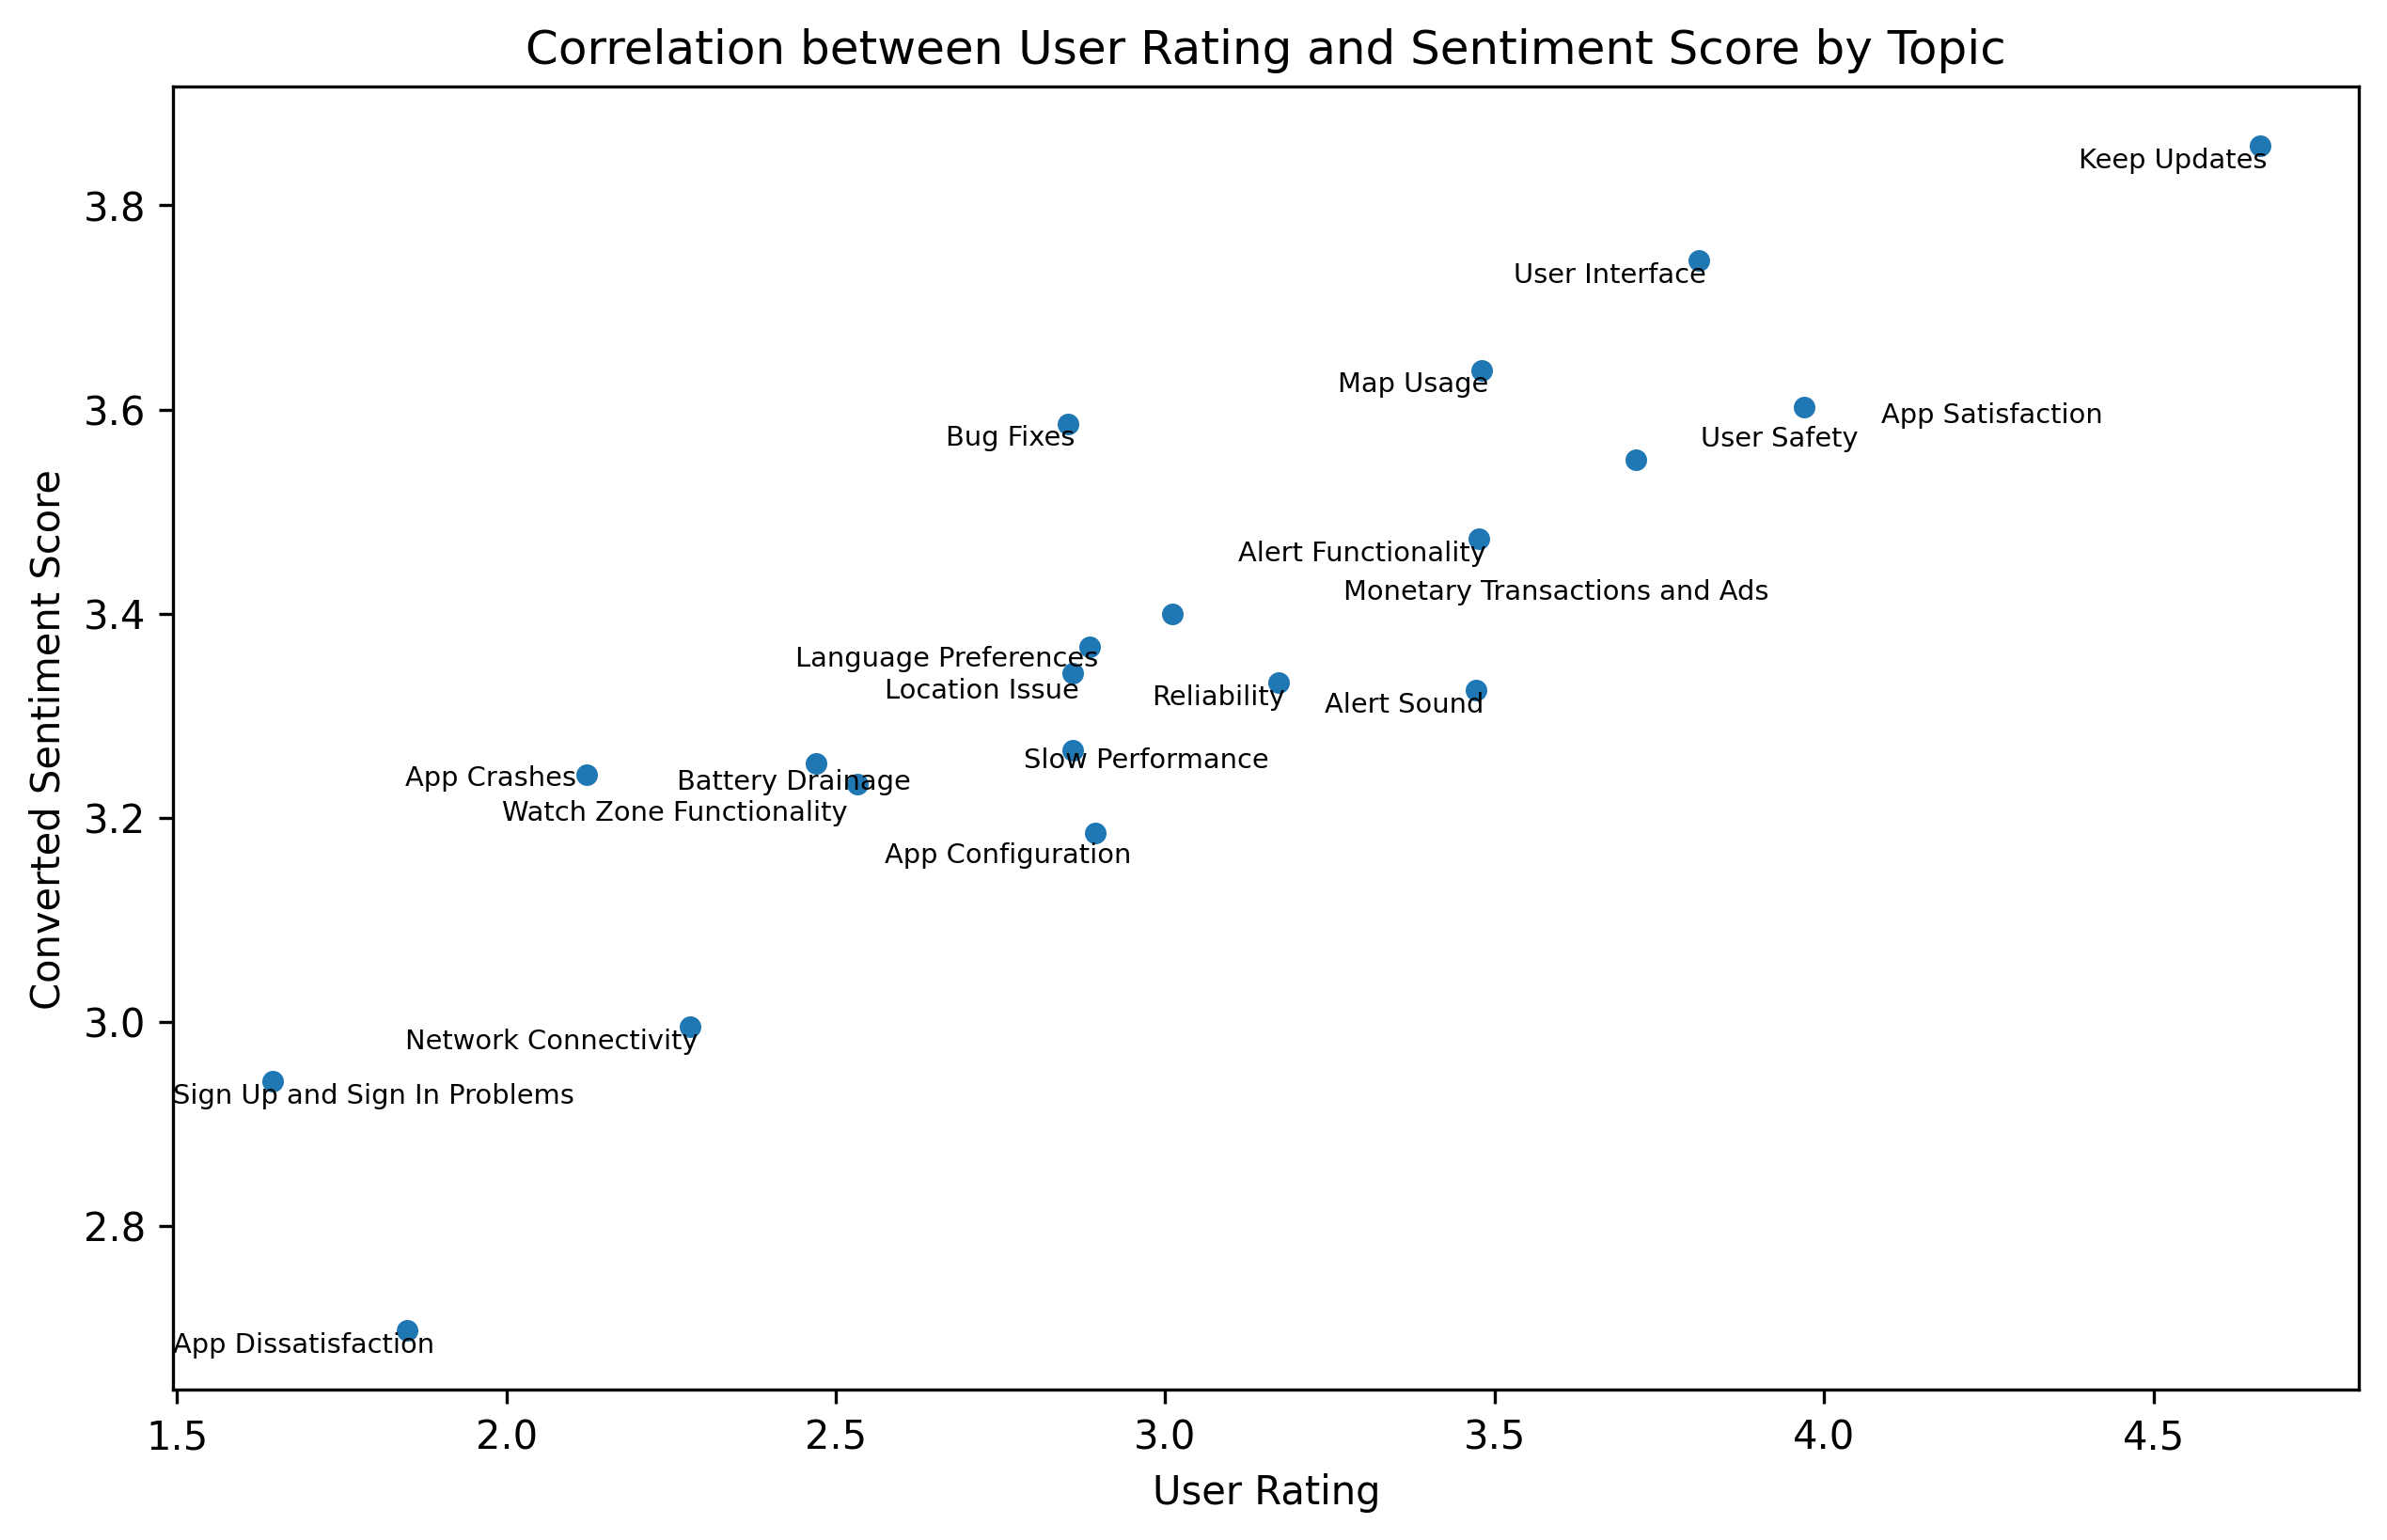 Correlation between User Rating and Sentiment Score by Topic
Converted Sentiment Score
3.8
3.6
3.4
3.2
3.0
2.8
Keep Updates
User Interface
Map Usage
App Satisfaction
Bug Fixes
User Safety
Alert Functionality
Monetary Transactions and Ads
Language Preferences
Location Issue
Reliability
Alert Sound
Slow Performance
App Crashes
Battery Drainage
Watch Zone Functionality
App Configuration
Network Connectivity
Sign Up and Sign In Problems
App Dissatisfaction
1.5 2.0 2.5 3.0 3.5 4.0 4.5
User Rating